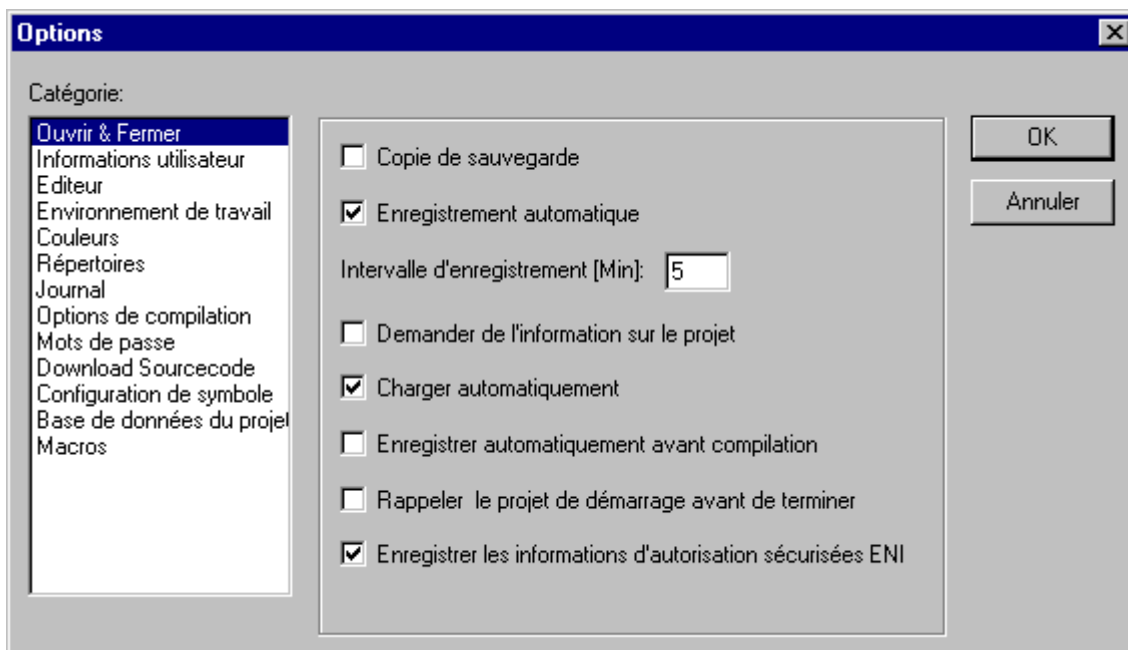 Options
Catégorie:
Ouvrir & Fermer
Informations utilisateur
Editeur
Environnement de travail
Couleurs
Répertoires
Journal
Options de compilation
Mots de passe
Download Sourcecode
Configuration de symbole
Base de données du projet
Macros
Copie de sauvegarde
Enregistrement automatique
Intervalle d'enregistrement [Min]: 5
Demander de l'information sur le projet
Charger automatiquement
Enregistrer automatiquement avant compilation
Rappeler le projet de démarrage avant de terminer
Enregistrer les informations d'autorisation sécurisées ENI
OK
Annuler